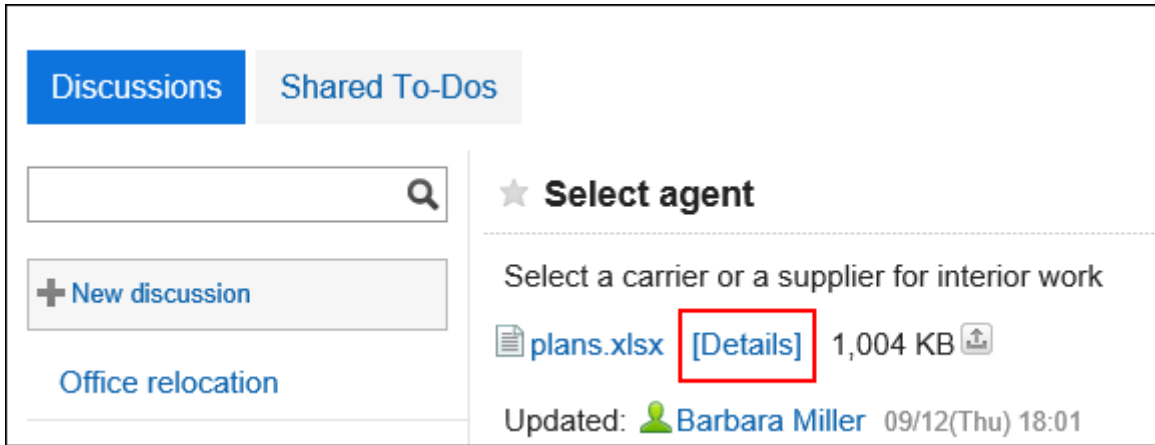 Discussions
Shared To-Dos
Select agent
New discussion
Office relocation
Select a carrier or a supplier for interior work
plans.xlsx [Details] 1,004 KB
Updated: Barbara Miller 09/12(Thu) 18:01